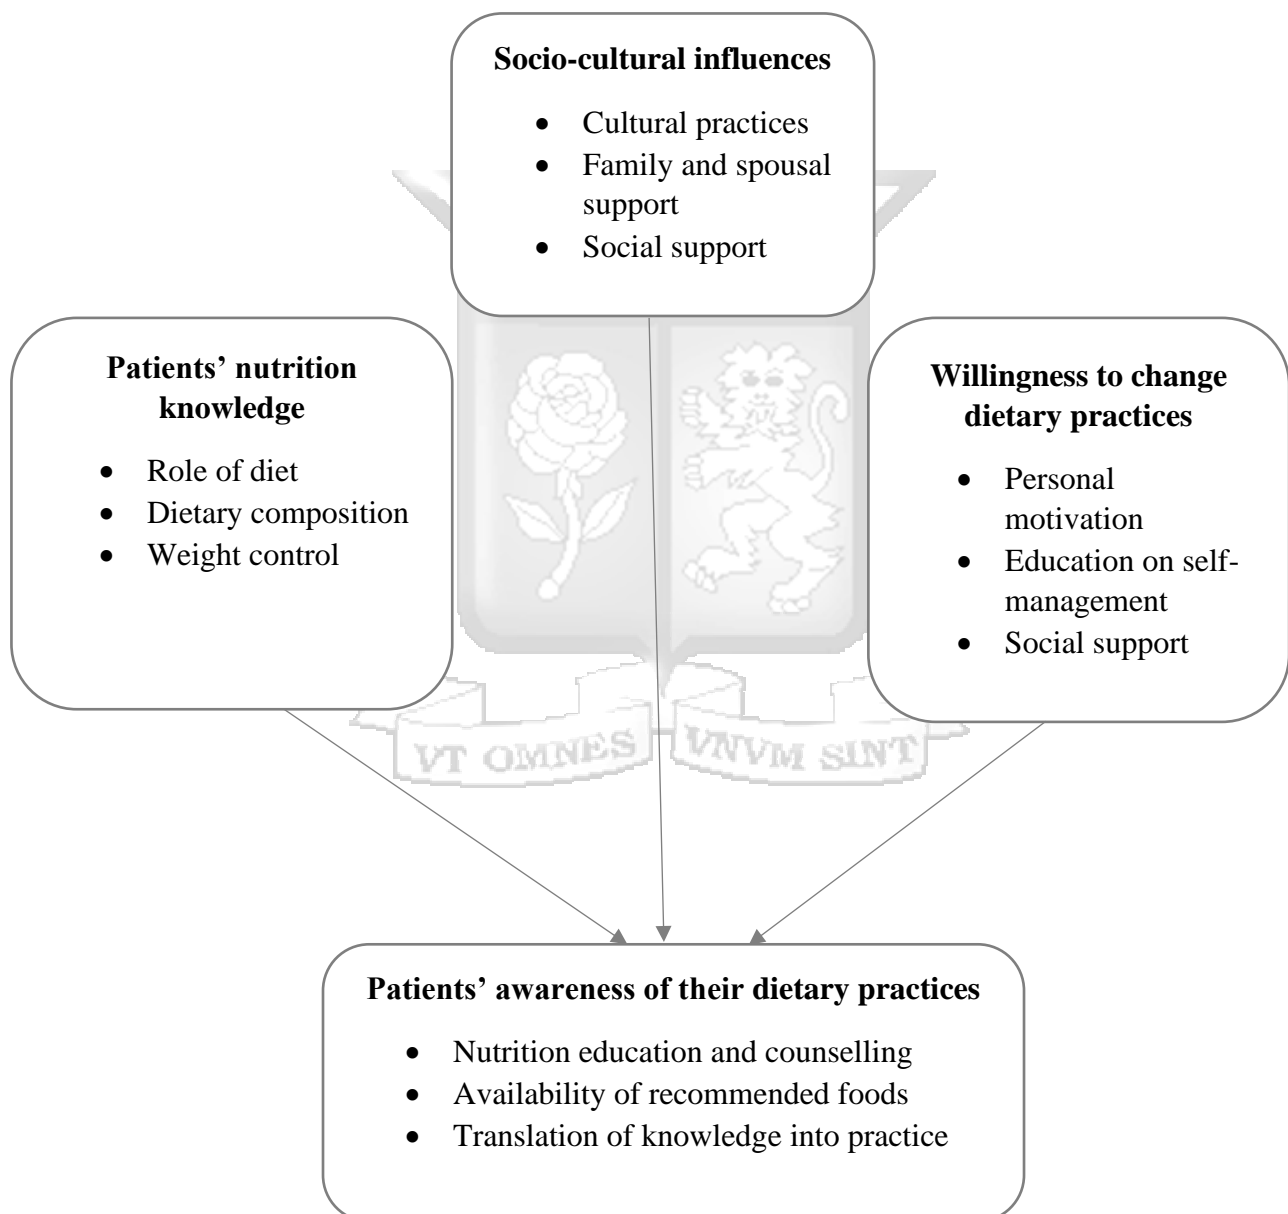 Socio-cultural influences
• Cultural practices
• Family and spousal
support
• Social support
Patients’ nutrition
knowledge
• Role of diet
• Dietary composition
• Weight control
Willingness to change
dietary practices
• Personal
motivation
• Education on self-
management
• Social support
VT OMNES VNVM SINT
Patients’ awareness of their dietary practices
• Nutrition education and counselling
• Availability of recommended foods
• Translation of knowledge into practice